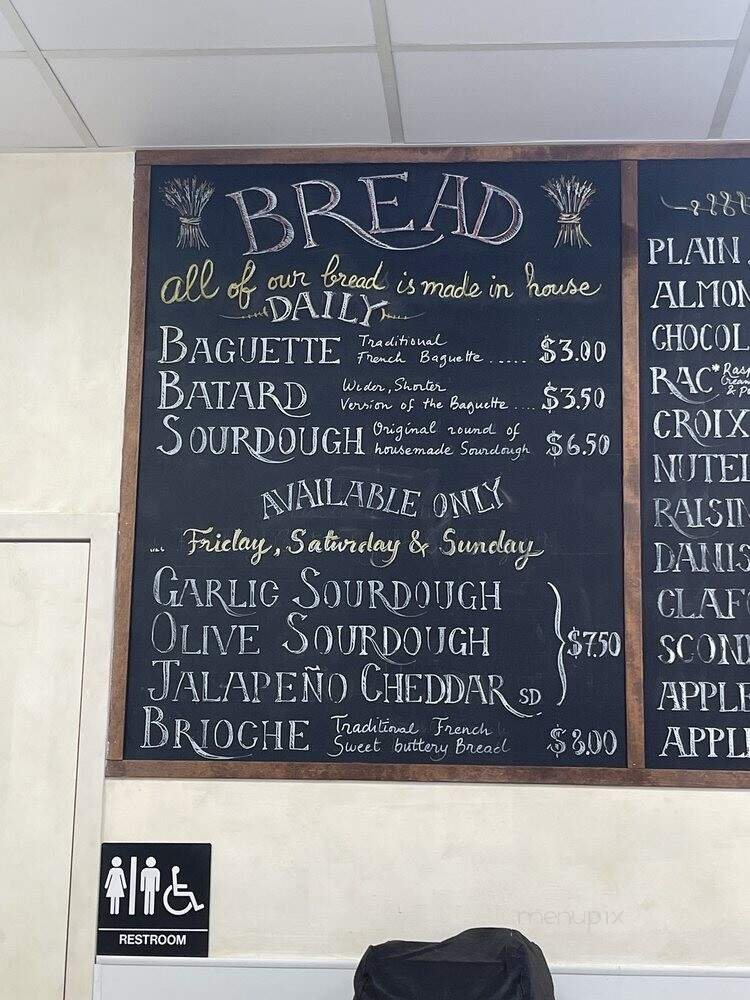 BREAD
all of our bread is made in house
DAILY
BAGUETTE Traditional French Baguette ..... $3.00
BATARD Wider, Shorter Version of the Baguette .... $3.50
SOURDOUGH Original round of housemade Sourdough $6.50
AVAILABLE ONLY
... Friday, Saturday & Sunday
GARLIC SOURDOUGH
OLIVE SOURDOUGH $7.50
JALAPEÑO CHEDDAR SD
BRIOCHE Traditional French Sweet buttery Bread
PLAIN
ALMON
CHOCOL
RAC*
CROIX
NUTEL
RAISIN
DANIS
CLAFO
SCON
APPLE
APPL
RESTROOM
menupix